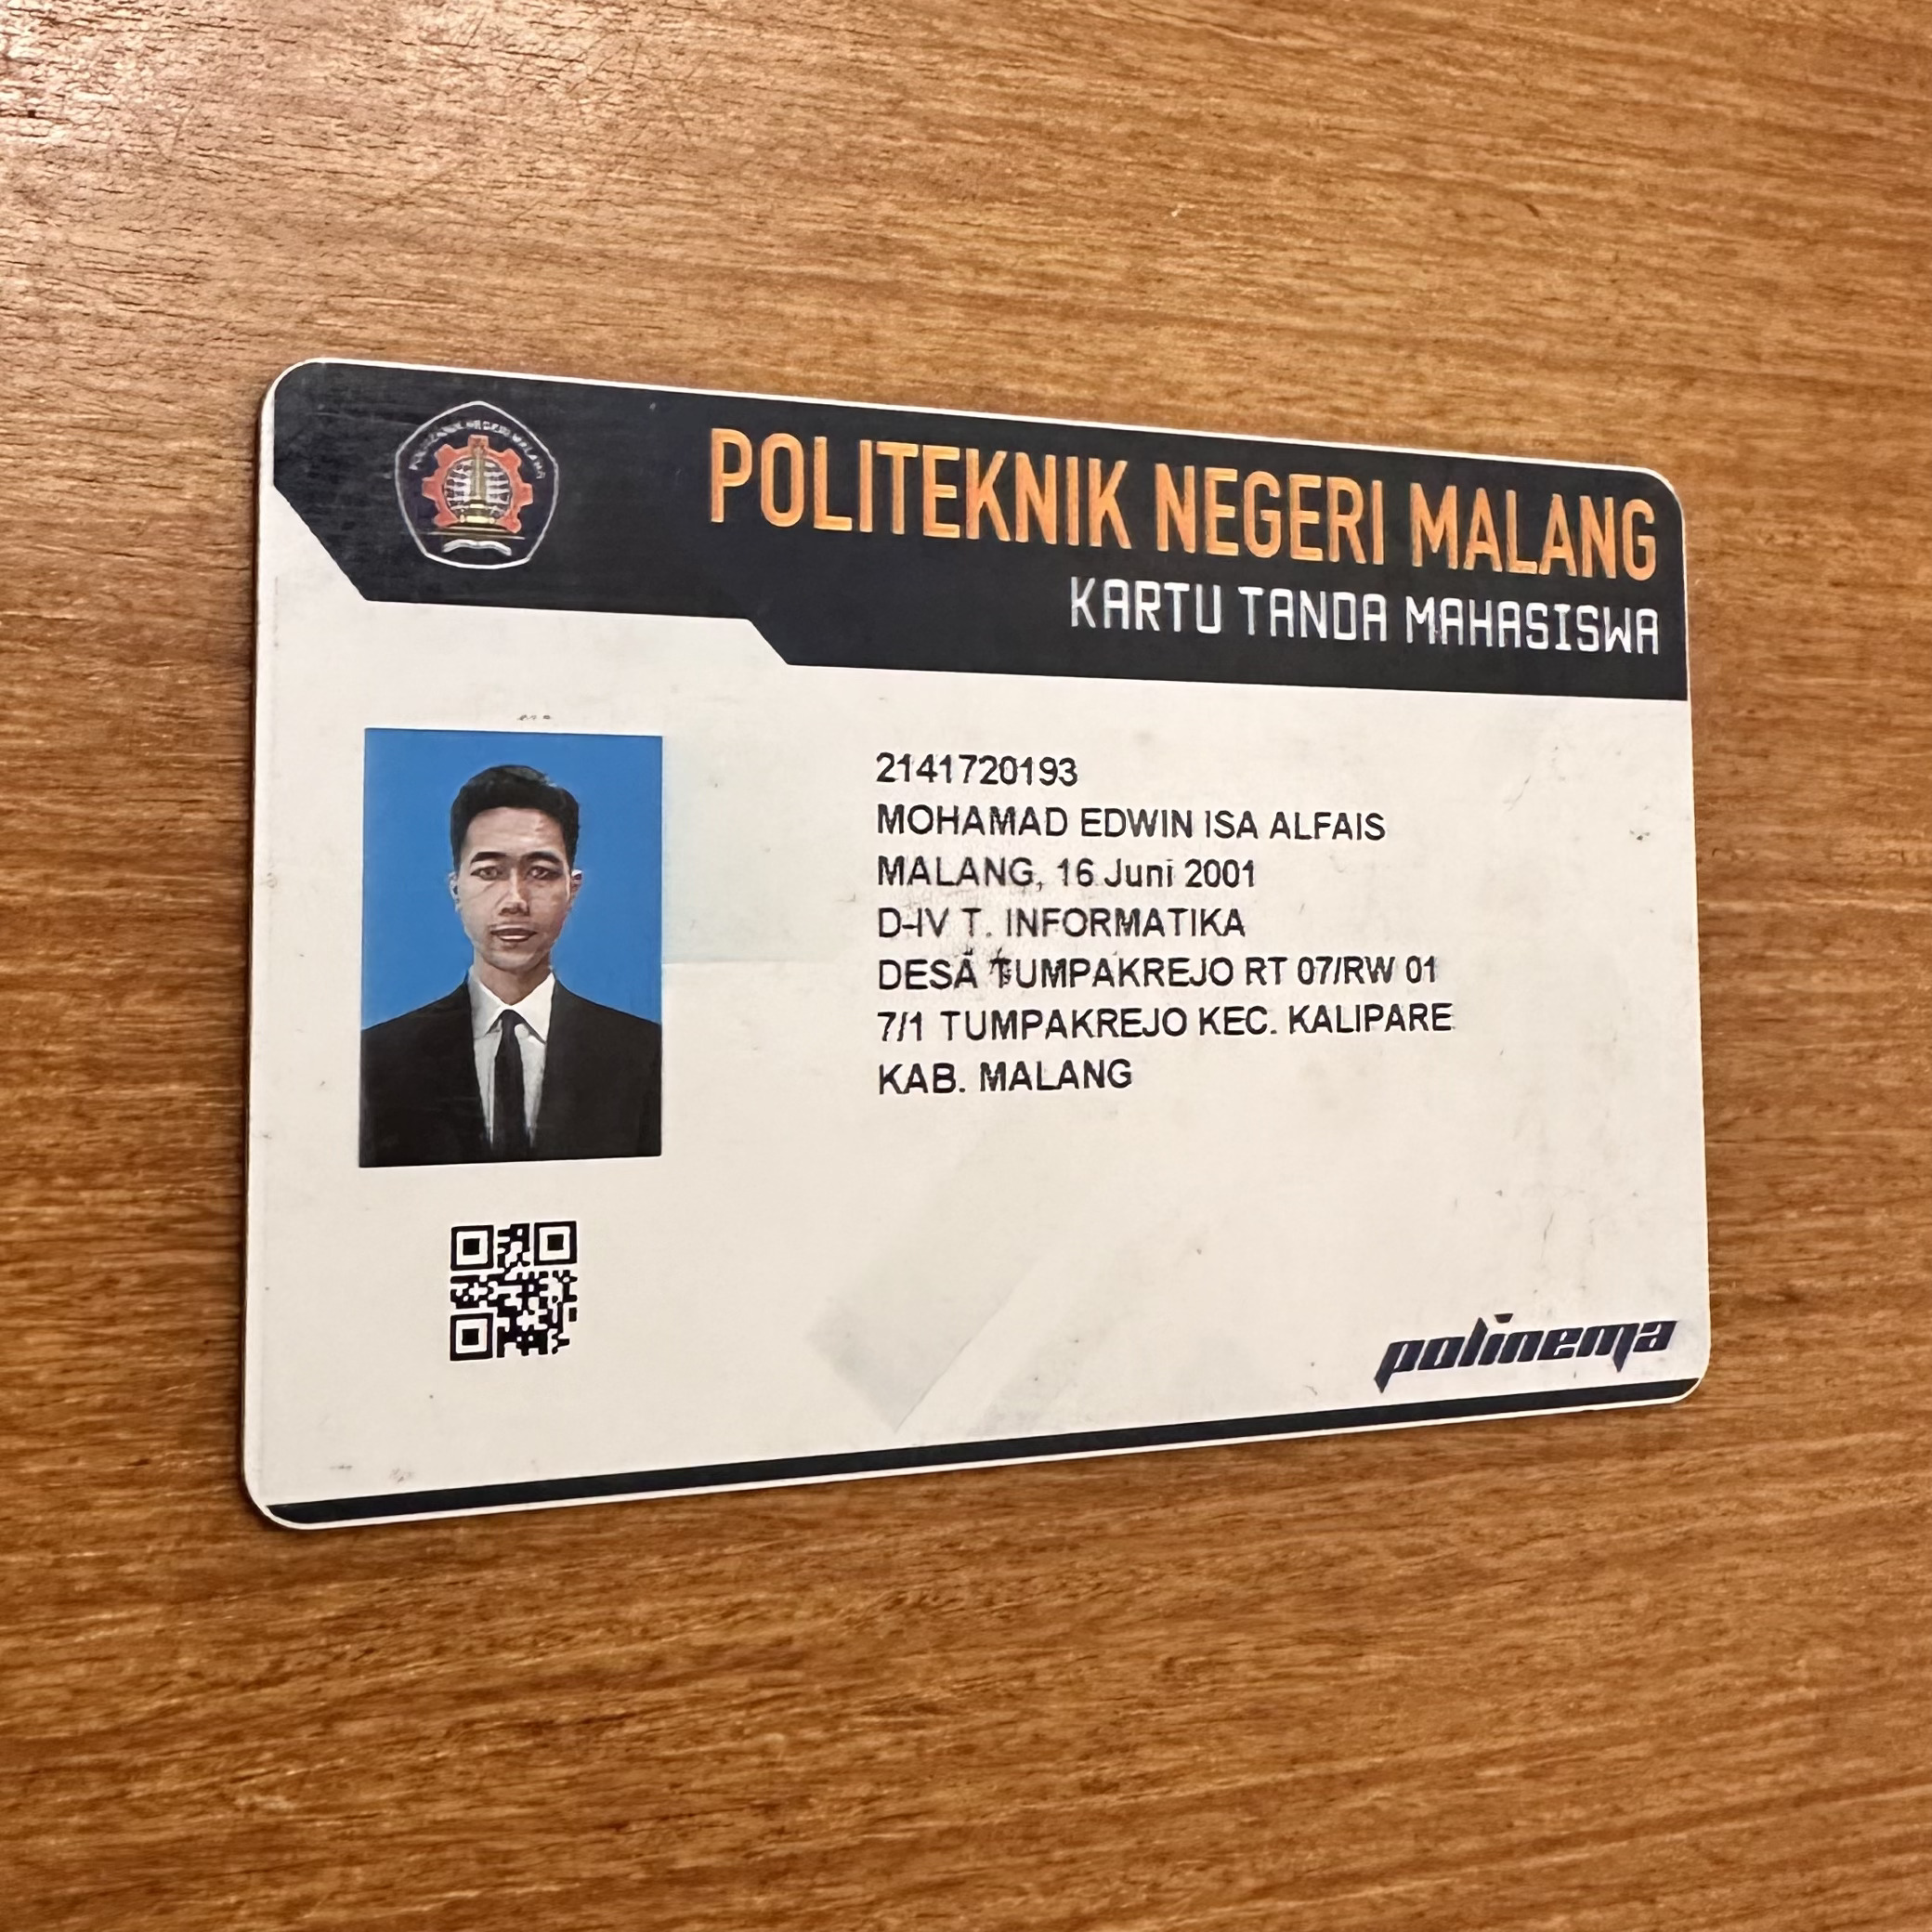 POLITEKNIK NEGERI MALANG
POLITEKNIK NEGERI MALANG
KARTU TANDA MAHASISWA
2141720193
MOHAMAD EDWIN ISA ALFAIS
MALANG, 16 Juni 2001
D-IV T. INFORMATIKA
DESA TUMPAKREJO RT 07/RW 01
7/1 TUMPAKREJO KEC. KALIPARE
KAB. MALANG
polinema